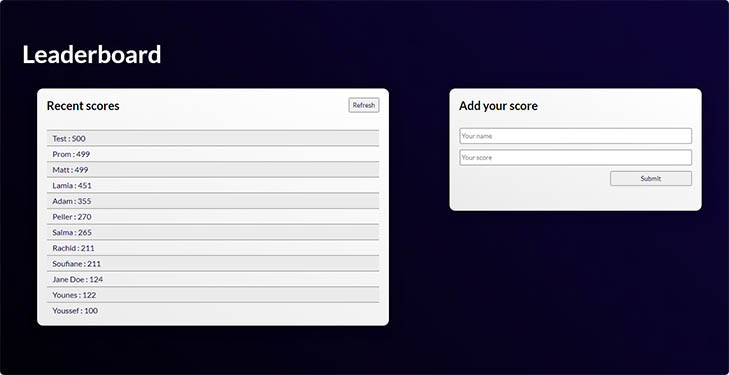 Leaderboard
Recent scores
Refresh
Test : 500
Prom : 499
Matt : 499
Lamia : 451
Adam : 355
Peller : 270
Salma : 265
Rachid : 211
Soufiane : 211
Jane Doe : 124
Younes : 122
Youssef : 100
Add your score
Your name
Your score
Submit